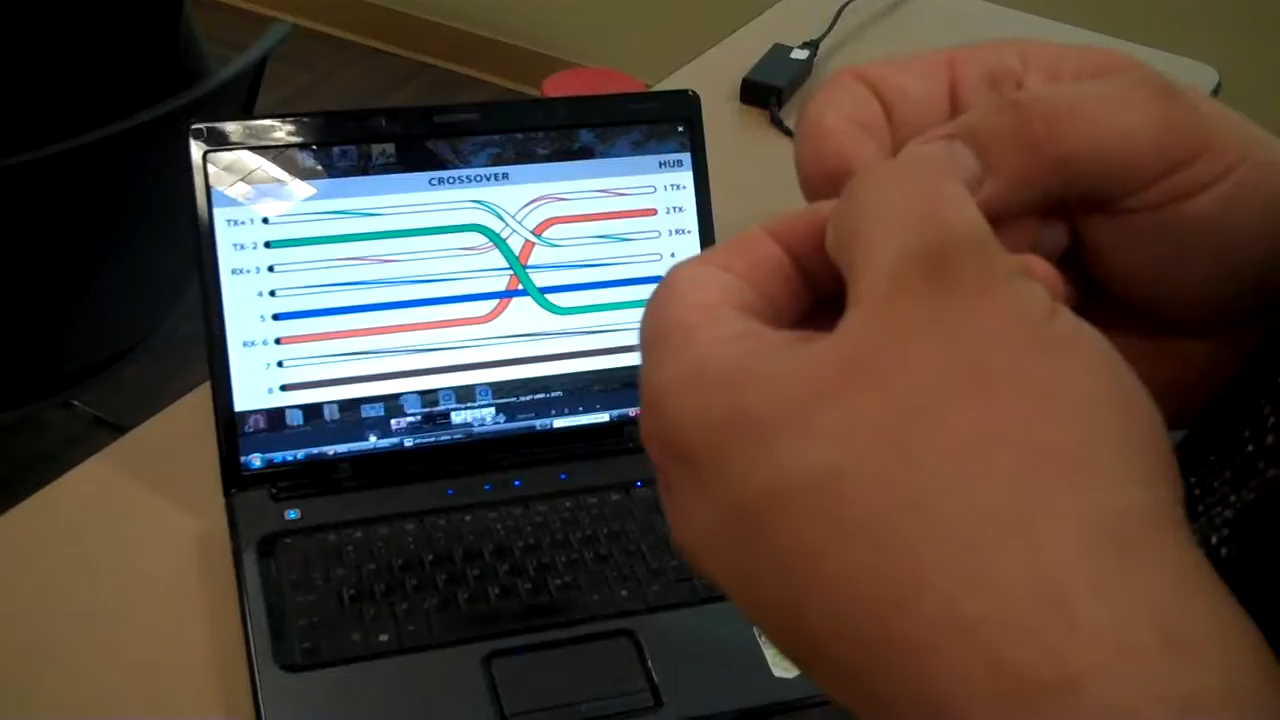 HUB
CROSSOVER
TX+ 1
1 TX+
TX- 2
2 TX-
RX+ 3
3 RX+
4
4
5
RX- 6
7
8